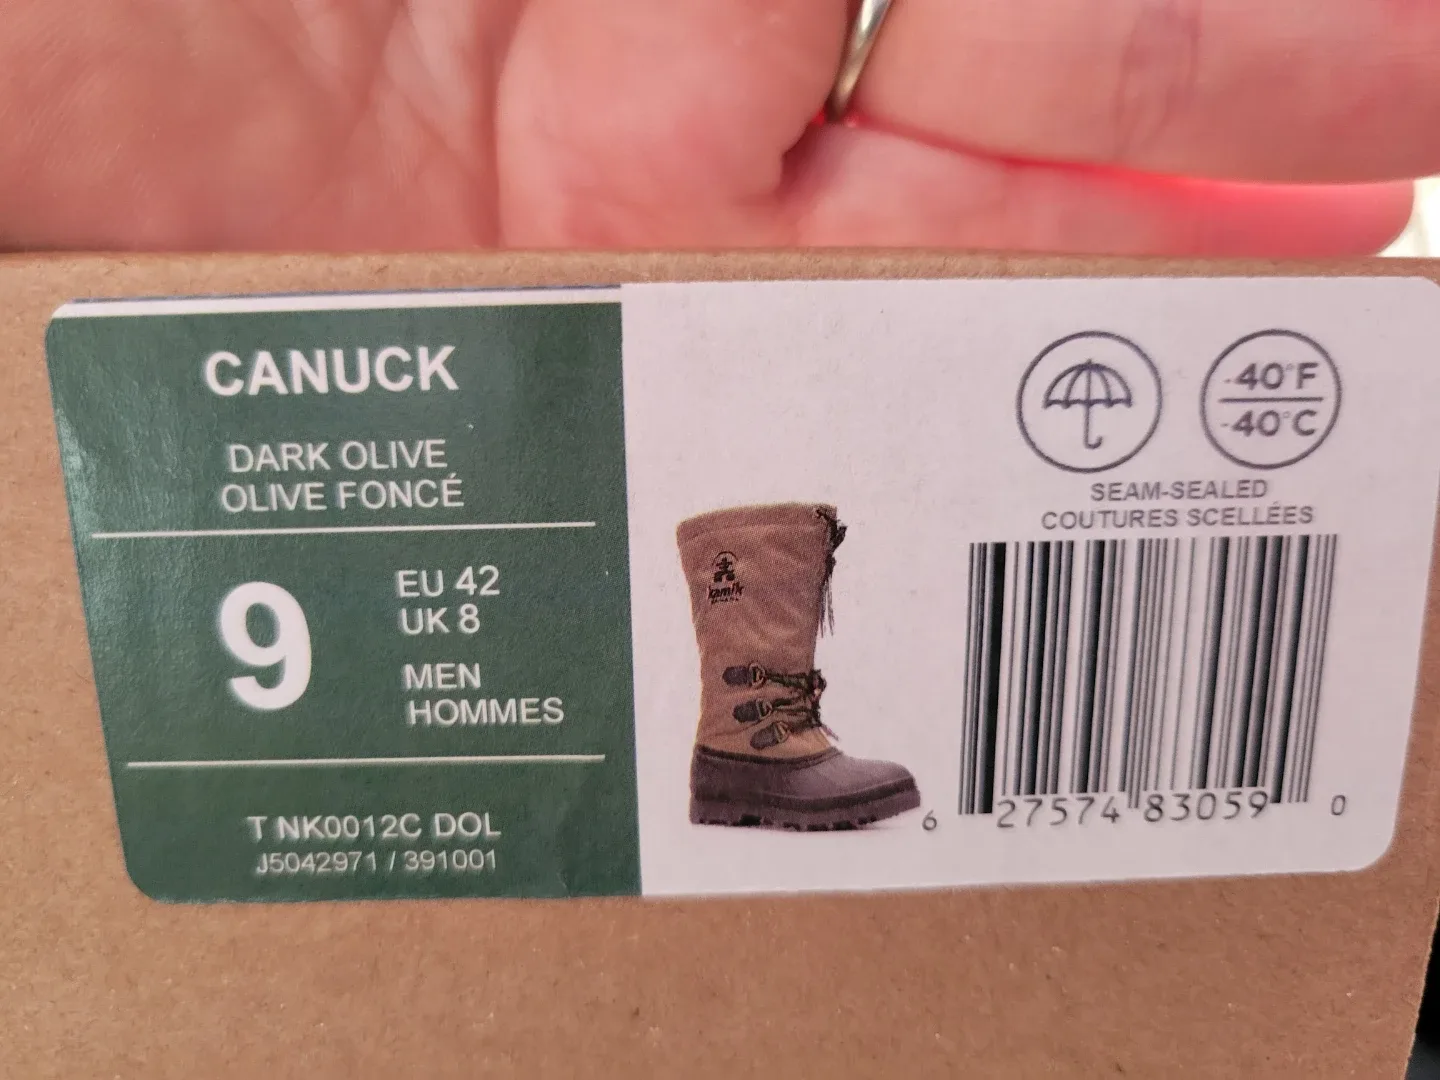 CANUCK
DARK OLIVE
OLIVE FONCÉ
9
EU 42
UK 8
MEN
HOMMES
T NK0012C DOL
J5042971 / 391001
kamik
-40°F
-40°C
SEAM-SEALED
COUTURES SCELLÉES
6 27574 83059 0